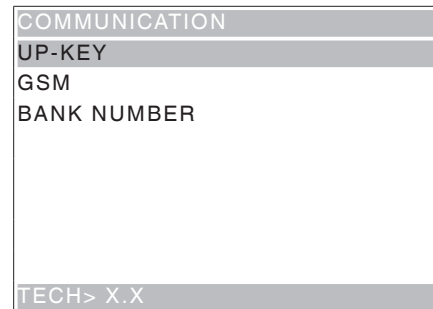 COMMUNICATION
UP-KEY
GSM
BANK NUMBER
TECH> X.X